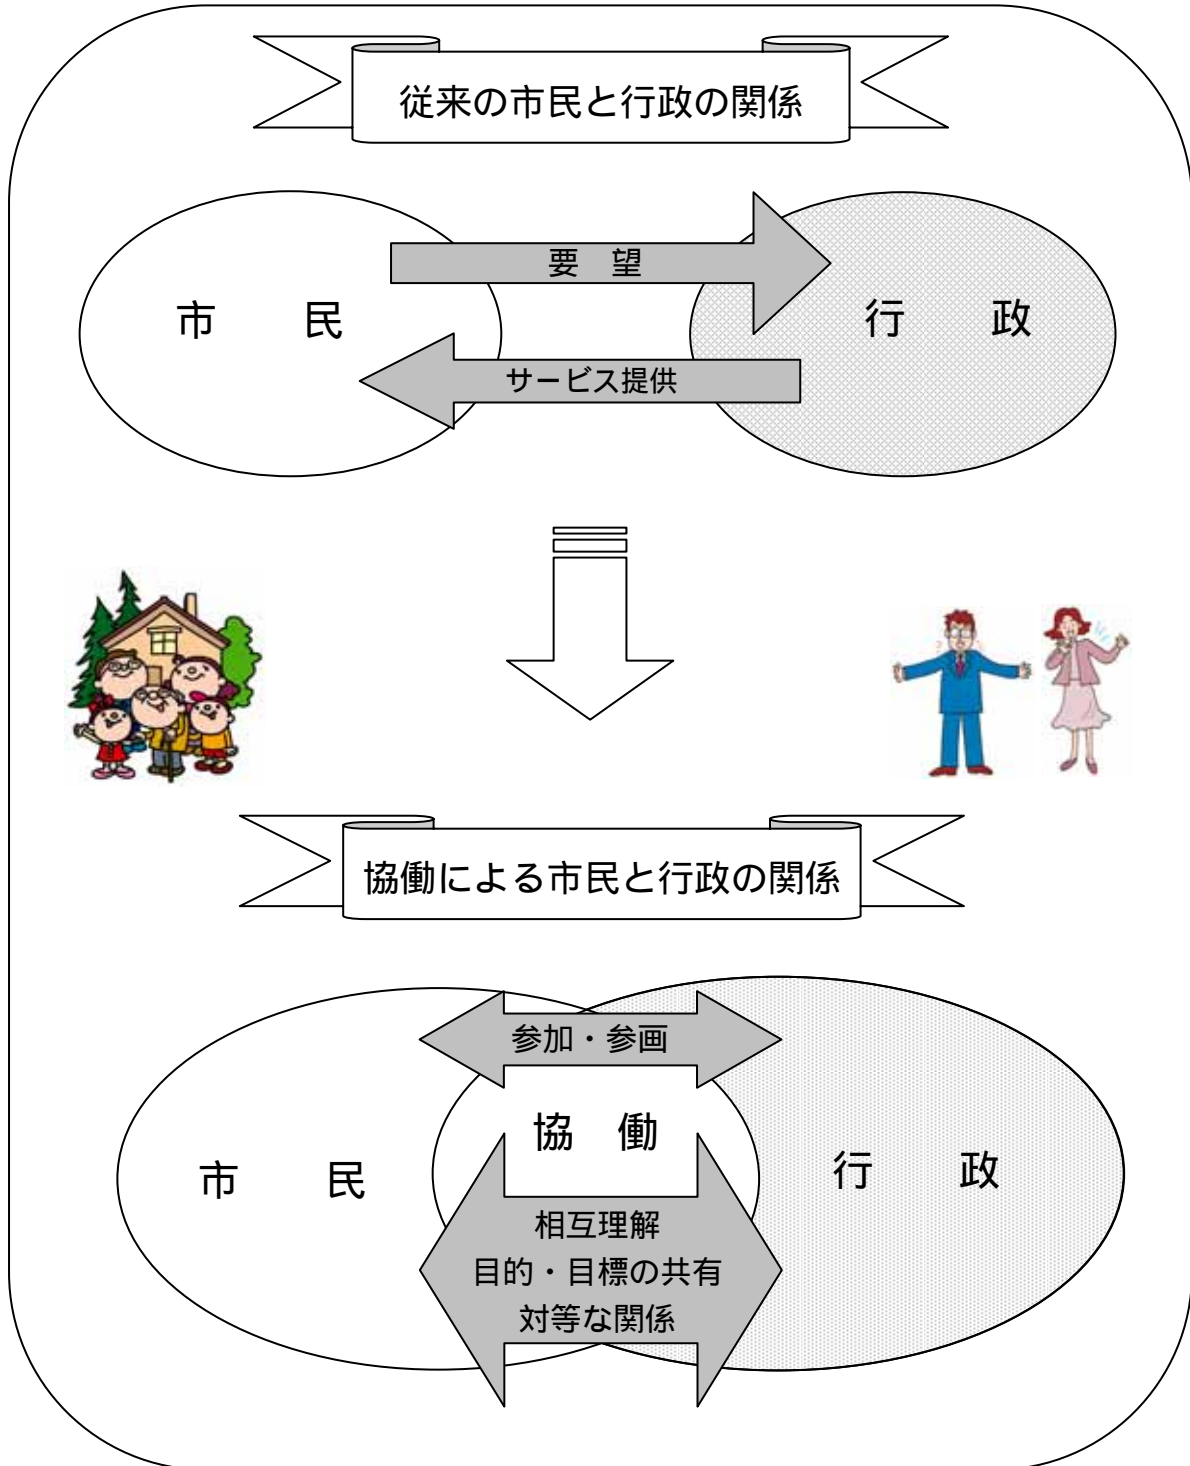 従来の市民と行政の関係
要　望
市　　民
行　　政
サービス提供
協働による市民と行政の関係
参加・参画
協　働
市　　民
行　　政
相互理解
目的・目標の共有
対等な関係